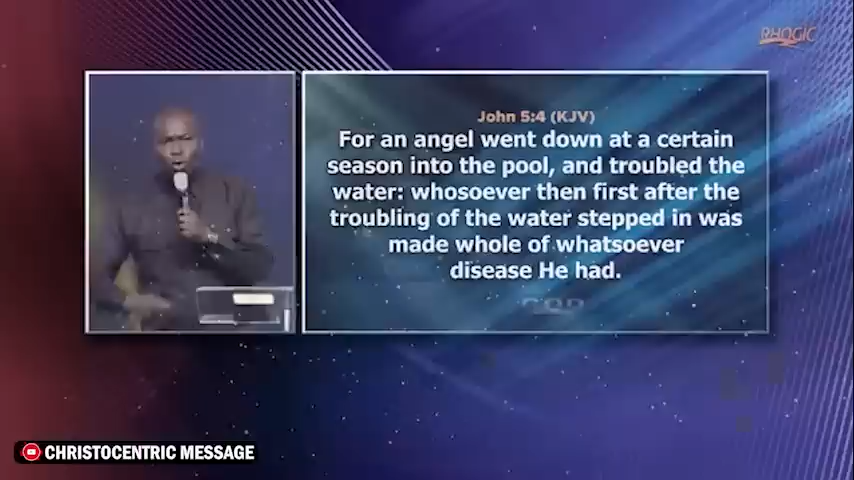 RHOGIC
John 5:4 (KJV)
For an angel went down at a certain
season into the pool, and troubled the
water: whosoever then first after the
troubling of the water stepped in was
made whole of whatsoever
disease He had.
CHRISTOCENTRIC MESSAGE